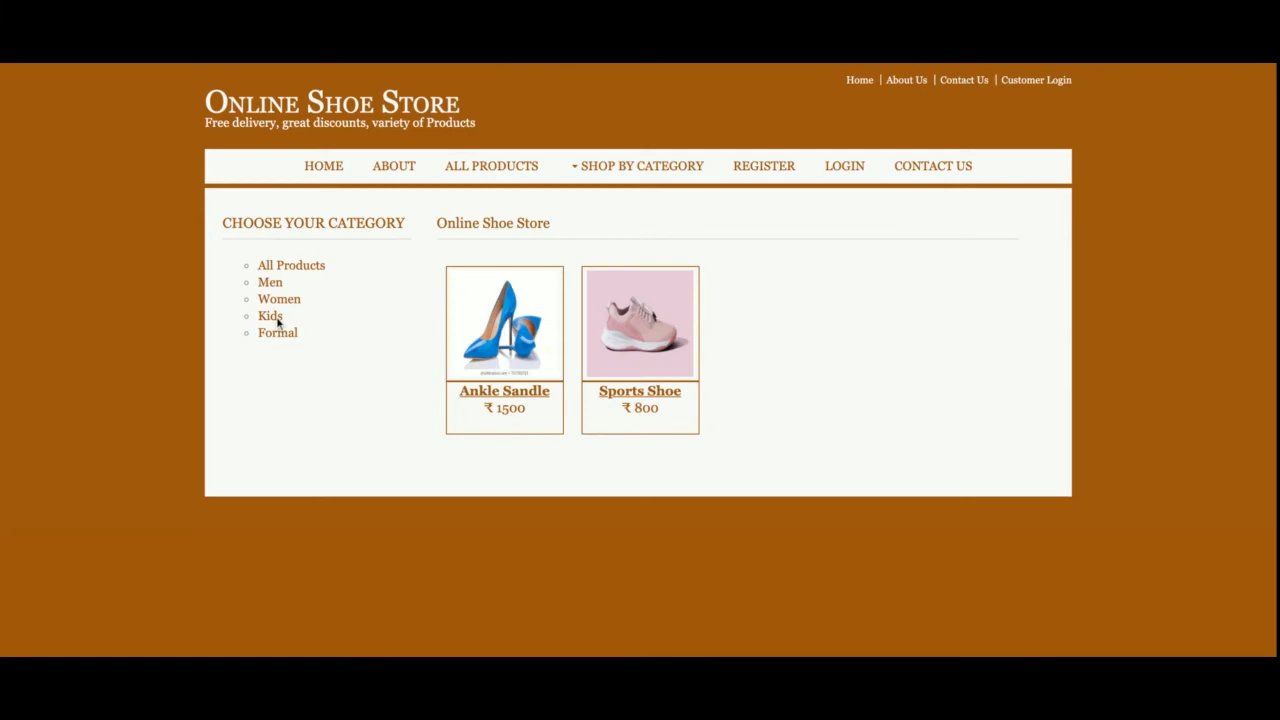 Home | About Us | Contact Us | Customer Login
Online Shoe Store
Free delivery, great discounts, variety of Products
HOME ABOUT ALL PRODUCTS SHOP BY CATEGORY REGISTER LOGIN CONTACT US
CHOOSE YOUR CATEGORY
All Products
Men
Women
Kids
Formal
Online Shoe Store
Ankle Sandle
₹ 1500
Sports Shoe
₹ 800